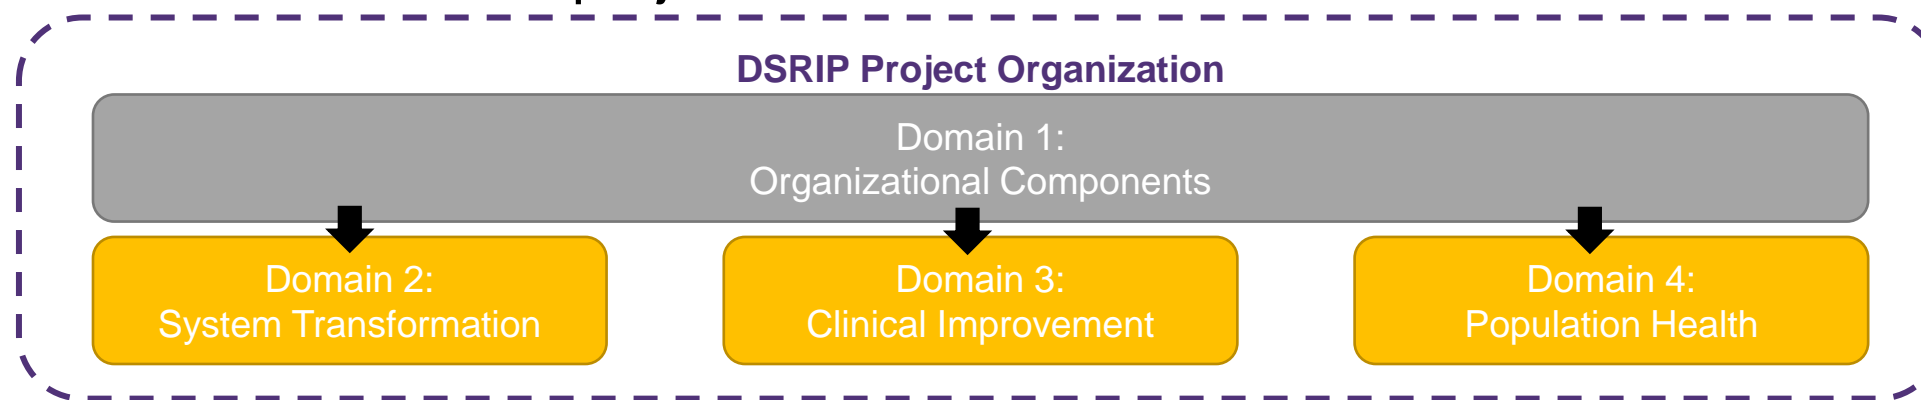 DSRIP Project Organization
Domain 1:
Organizational Components
Domain 2:
System Transformation
Domain 3:
Clinical Improvement
Domain 4:
Population Health